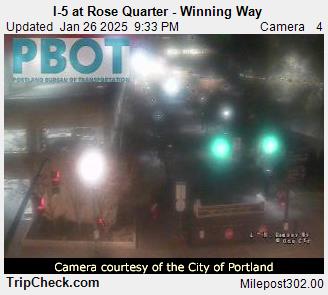 I-5 at Rose Quarter - Winning Way
Updated Jan 26 2025 9:33 PM Camera 4
PBOT
PORTLAND BUREAU OF TRANSPORTATION
Camera courtesy of the City of Portland
TripCheck.com Milepost302.00